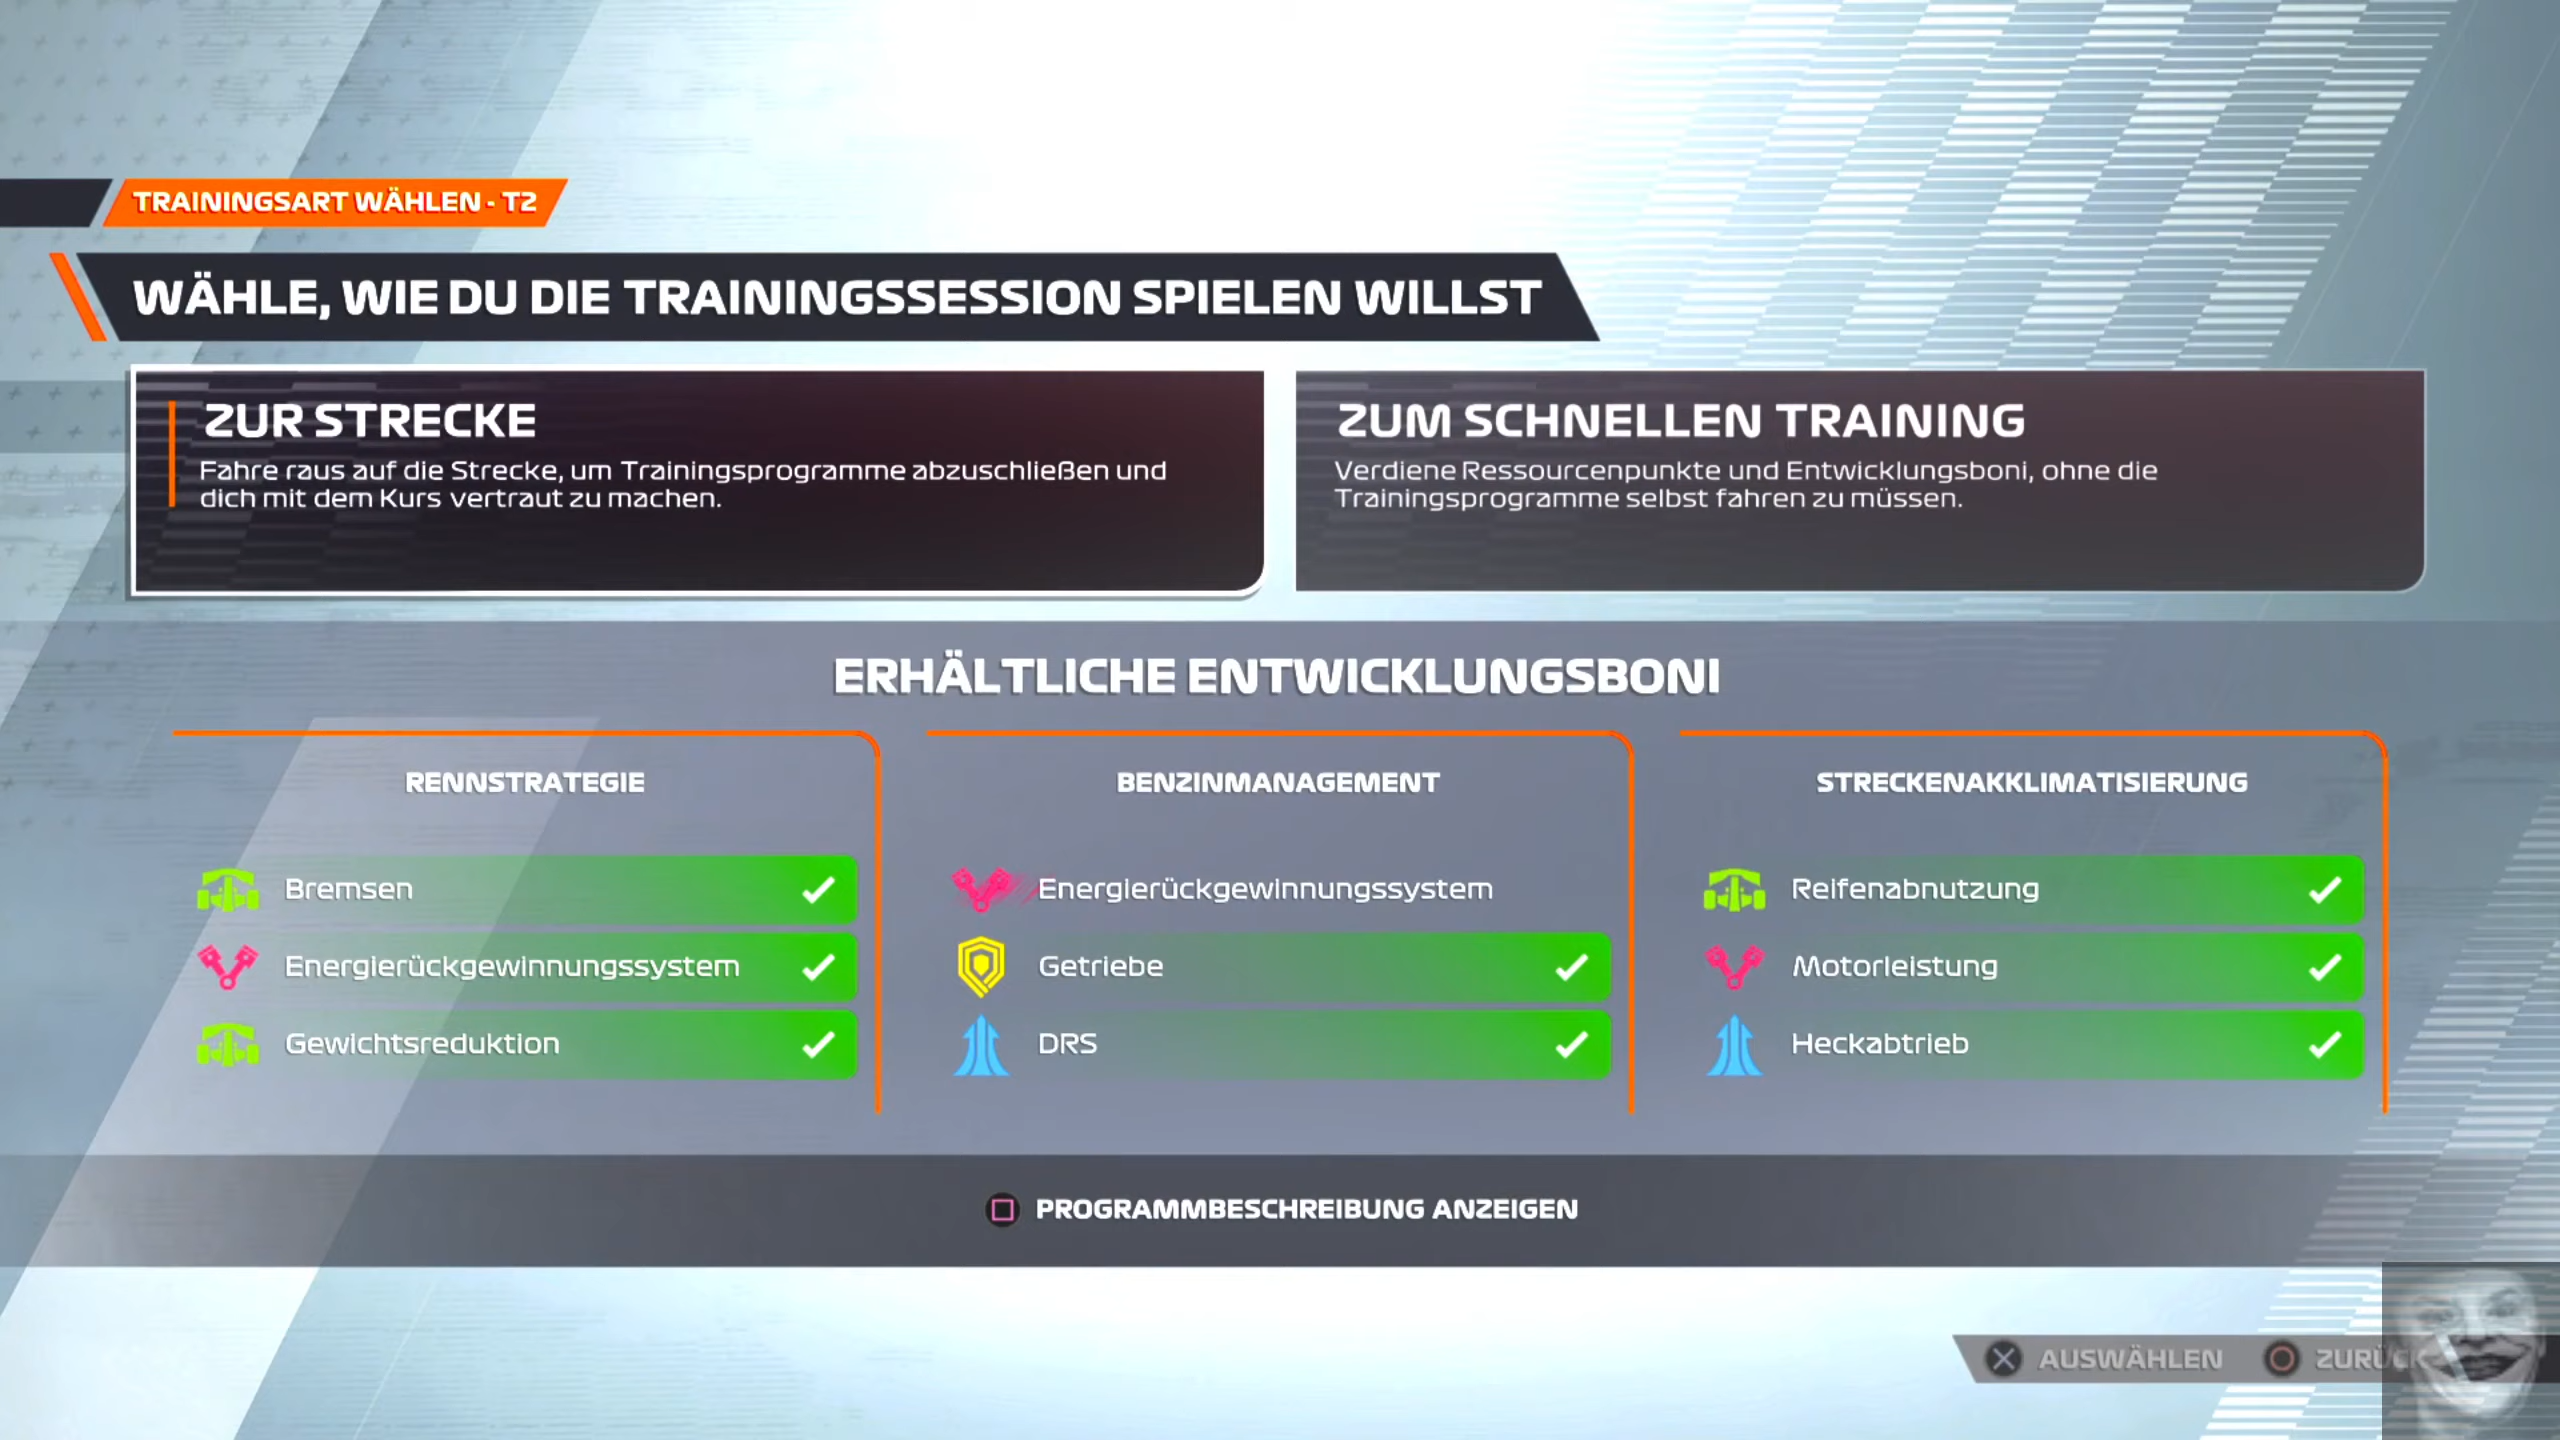 TRAININGSART WÄHLEN - T2
WÄHLE, WIE DU DIE TRAININGSSESSION SPIELEN WILLST
ZUR STRECKE
Fahre raus auf die Strecke, um Trainingsprogramme abzuschließen und
dich mit dem Kurs vertraut zu machen.
ZUM SCHNELLEN TRAINING
Verdiene Ressourcenpunkte und Entwicklungsboni, ohne die
Trainingsprogramme selbst fahren zu müssen.
ERHÄLTLICHE ENTWICKLUNGSBONI
RENNSTRATEGIE
Bremsen
Energierückgewinnungssystem
Gewichtsreduktion
BENZINMANAGEMENT
Energierückgewinnungssystem
Getriebe
DRS
STRECKENAKKLIMATISIERUNG
Reifenabnutzung
Motorleistung
Heckabtrieb
PROGRAMMBESCHREIBUNG ANZEIGEN
AUSWÄHLEN
ZURÜCK